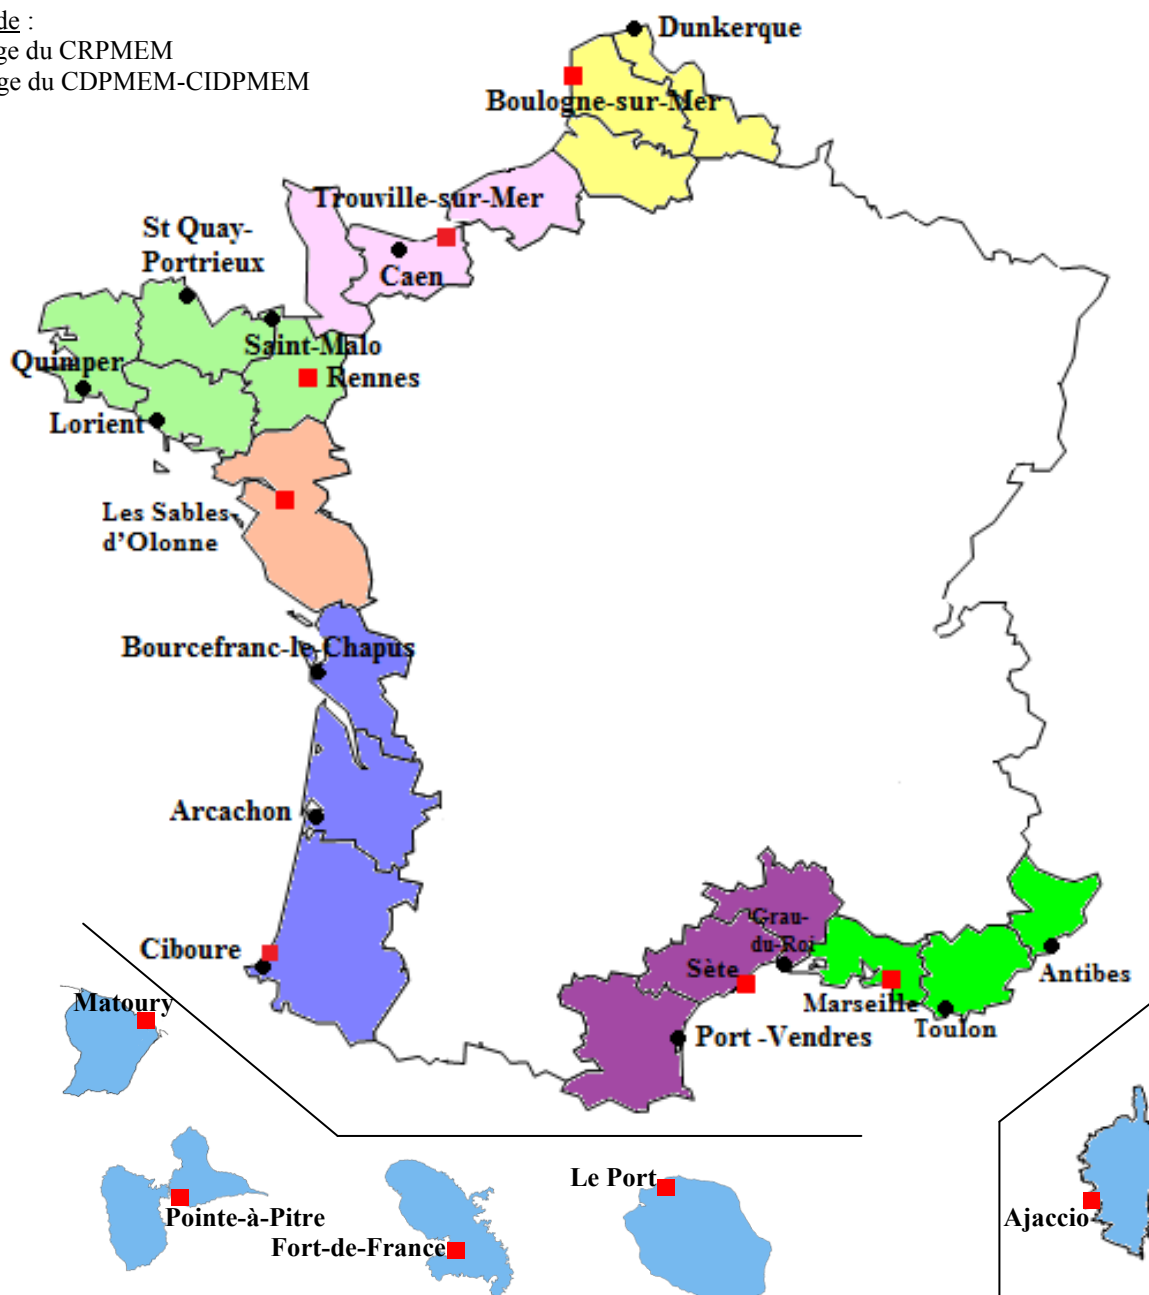 de :
ge du CRPMEM
ge du CDPMEM-CIDPMEM
Dunkerque
Boulogne-sur-Mer
Trouville-sur-Mer
St Quay-
Portrieux
Caen
Saint-Malo
Quimper
Rennes
Lorient
Les Sables-
d'Olonne
Bourcefranc-le-Chapus
Arcachon
Grau-
du-Roi
Ciboure
Sète
Antibes
Matoury
Marseille
Toulon
Port -Vendres
Le Port
Pointe-à-Pitre
Ajaccio
Fort-de-France